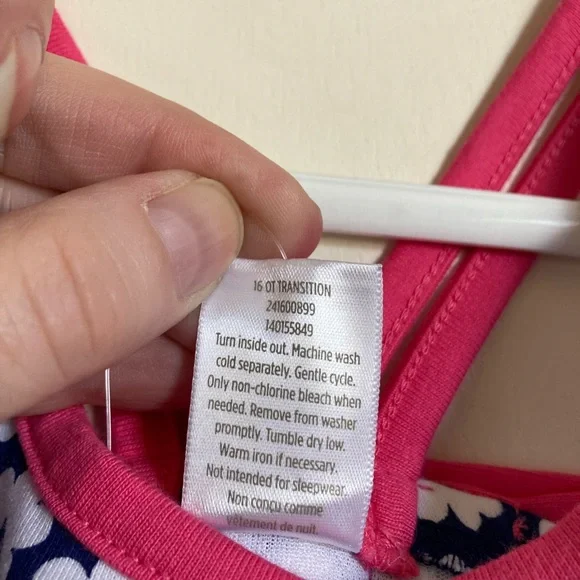 16 OT TRANSITION
241600899
140155849
Turn inside out. Machine wash
cold separately. Gentle cycle.
Only non-chlorine bleach when
needed. Remove from washer
promptly. Tumble dry low.
Warm iron if necessary.
Not intended for sleepwear.
Non conçu comme
vêtement de nuit.